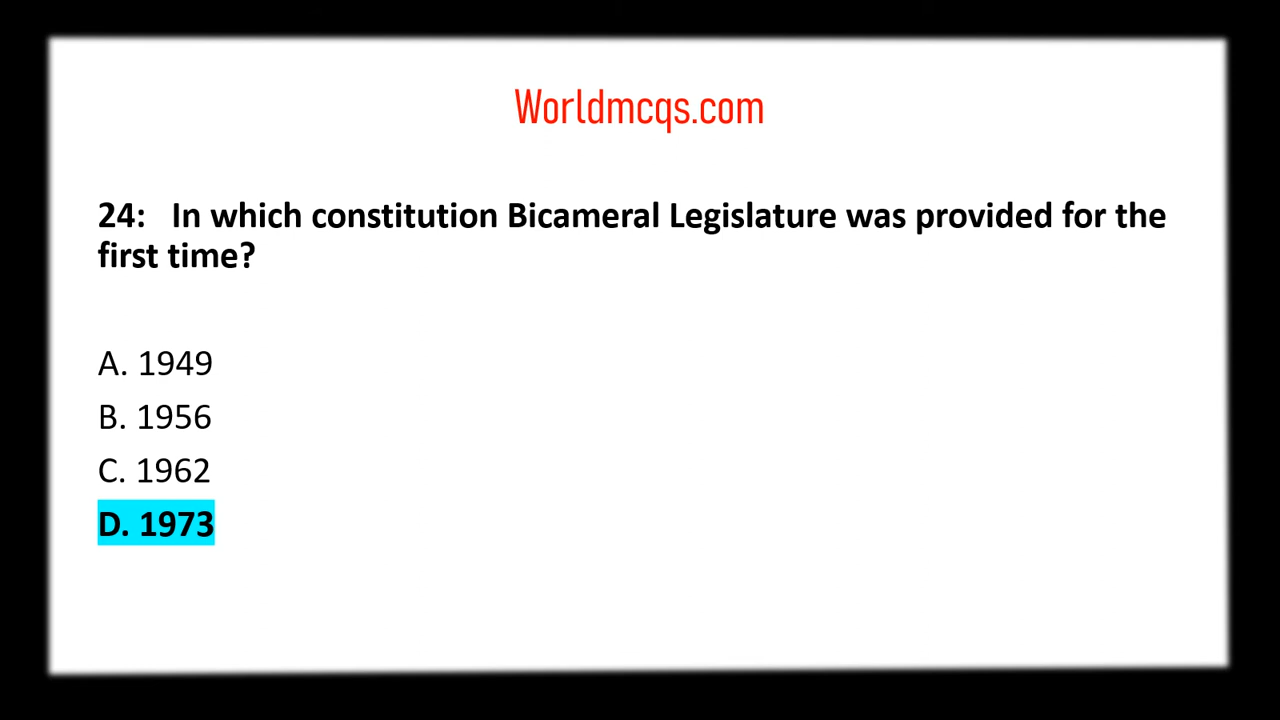 Worldmcqs.com
24: In which constitution Bicameral Legislature was provided for the
first time?
A. 1949
B. 1956
C. 1962
D. 1973